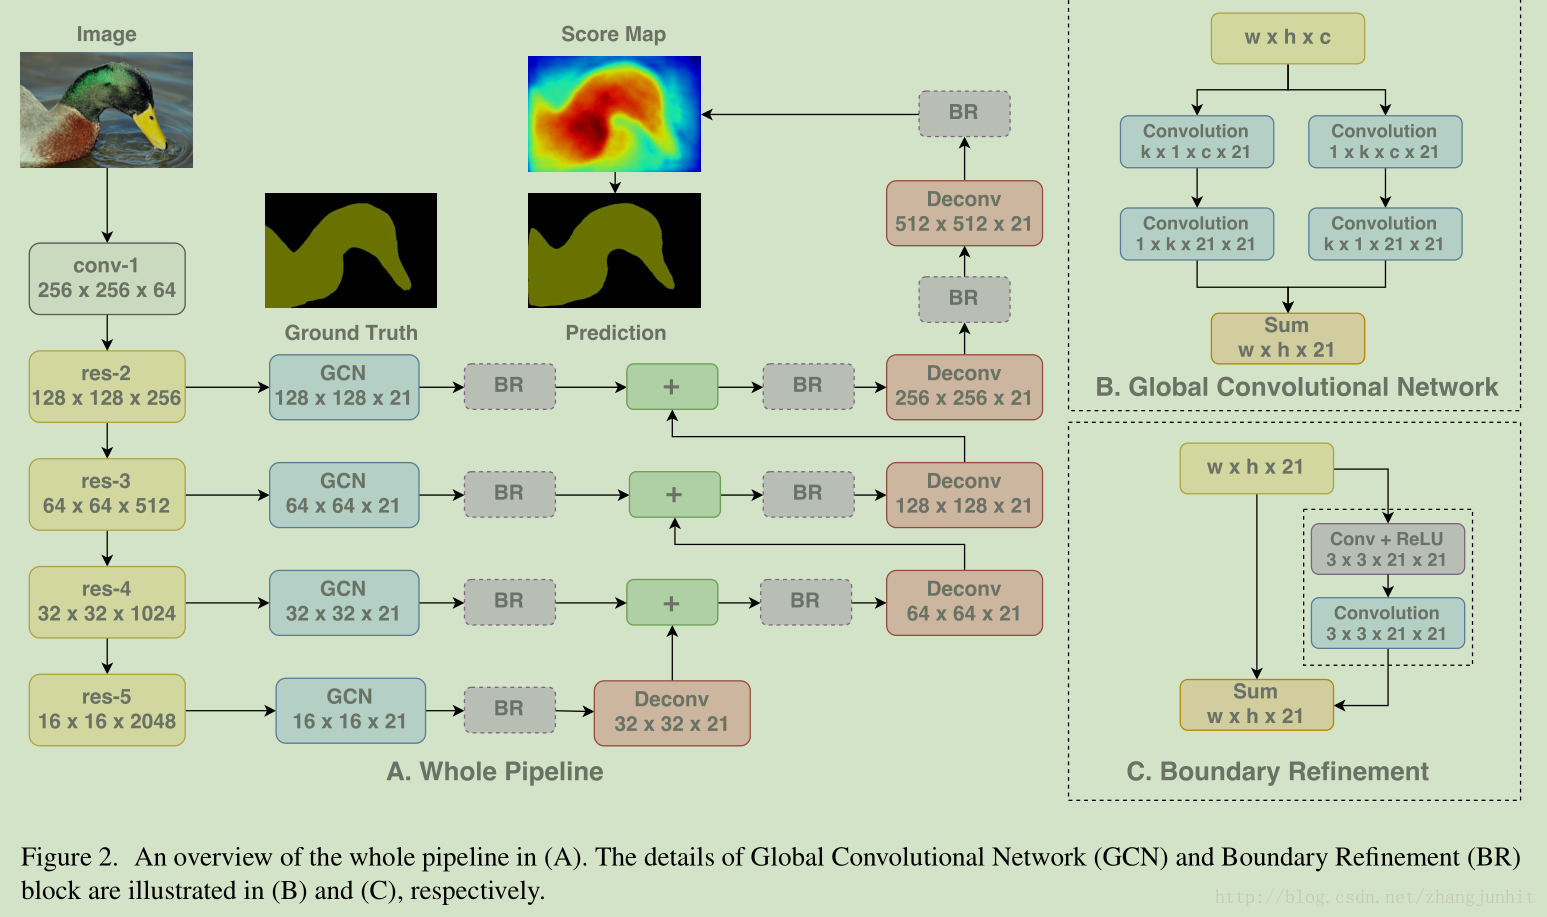 Image
Score Map
BR
Deconv
512 x 512 x 21
conv-1
256 x 256 x 64
BR
Ground Truth
Prediction
res-2
128 x 128 x 256
GCN
128 x 128 x 21
BR
+
BR
Deconv
256 x 256 x 21
res-3
64 x 64 x 512
GCN
64 x 64 x 21
BR
+
BR
Deconv
128 x 128 x 21
res-4
32 x 32 x 1024
GCN
32 x 32 x 21
BR
+
BR
Deconv
64 x 64 x 21
res-5
16 x 16 x 2048
GCN
16 x 16 x 21
BR
Deconv
32 x 32 x 21
A. Whole Pipeline
w x h x c
Convolution
k x 1 x c x 21
Convolution
1 x k x c x 21
Convolution
1 x k x 21 x 21
Convolution
k x 1 x 21 x 21
Sum
w x h x 21
B. Global Convolutional Network
w x h x 21
Conv + ReLU
3 x 3 x 21 x 21
Convolution
3 x 3 x 21 x 21
Sum
w x h x 21
C. Boundary Refinement
Figure 2. An overview of the whole pipeline in (A). The details of Global Convolutional Network (GCN) and Boundary Refinement (BR)
block are illustrated in (B) and (C), respectively.
http://blog.csdn.net/zhangjunhit